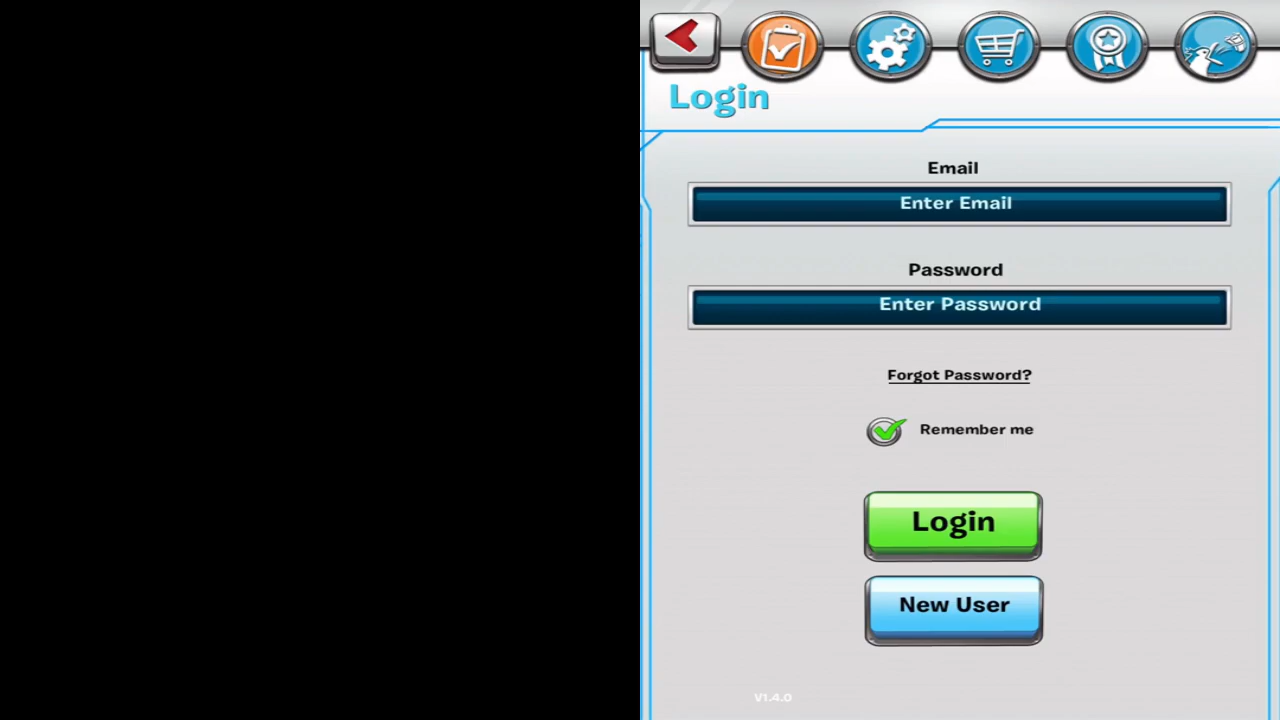 Login
Email
Enter Email
Password
Enter Password
Forgot Password?
Remember me
Login
New User
V1.4.0